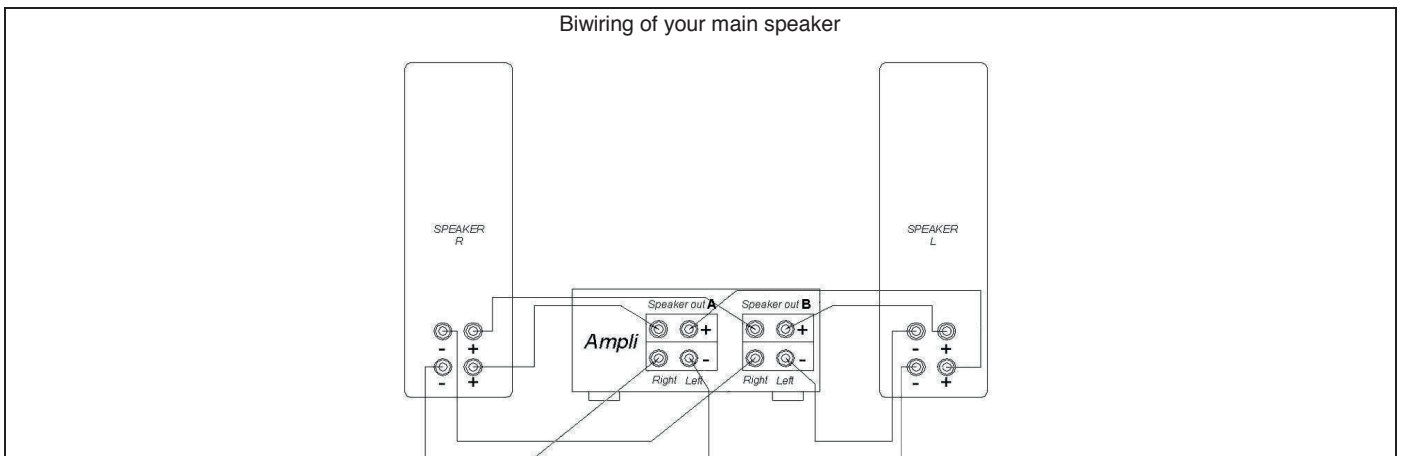 Biwiring of your main speaker
SPEAKER
R
SPEAKER
L
Speaker out A
Speaker out B
Ampli
+
+
-
-
Right Left
Right Left
- +
- +
- +
- +